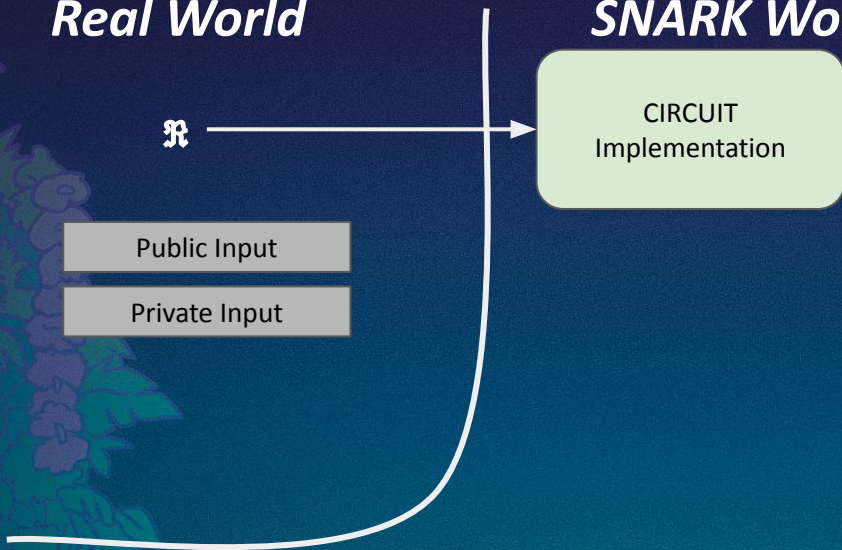 Real World
SNARK Wo
ℜ
CIRCUIT
Implementation
Public Input
Private Input